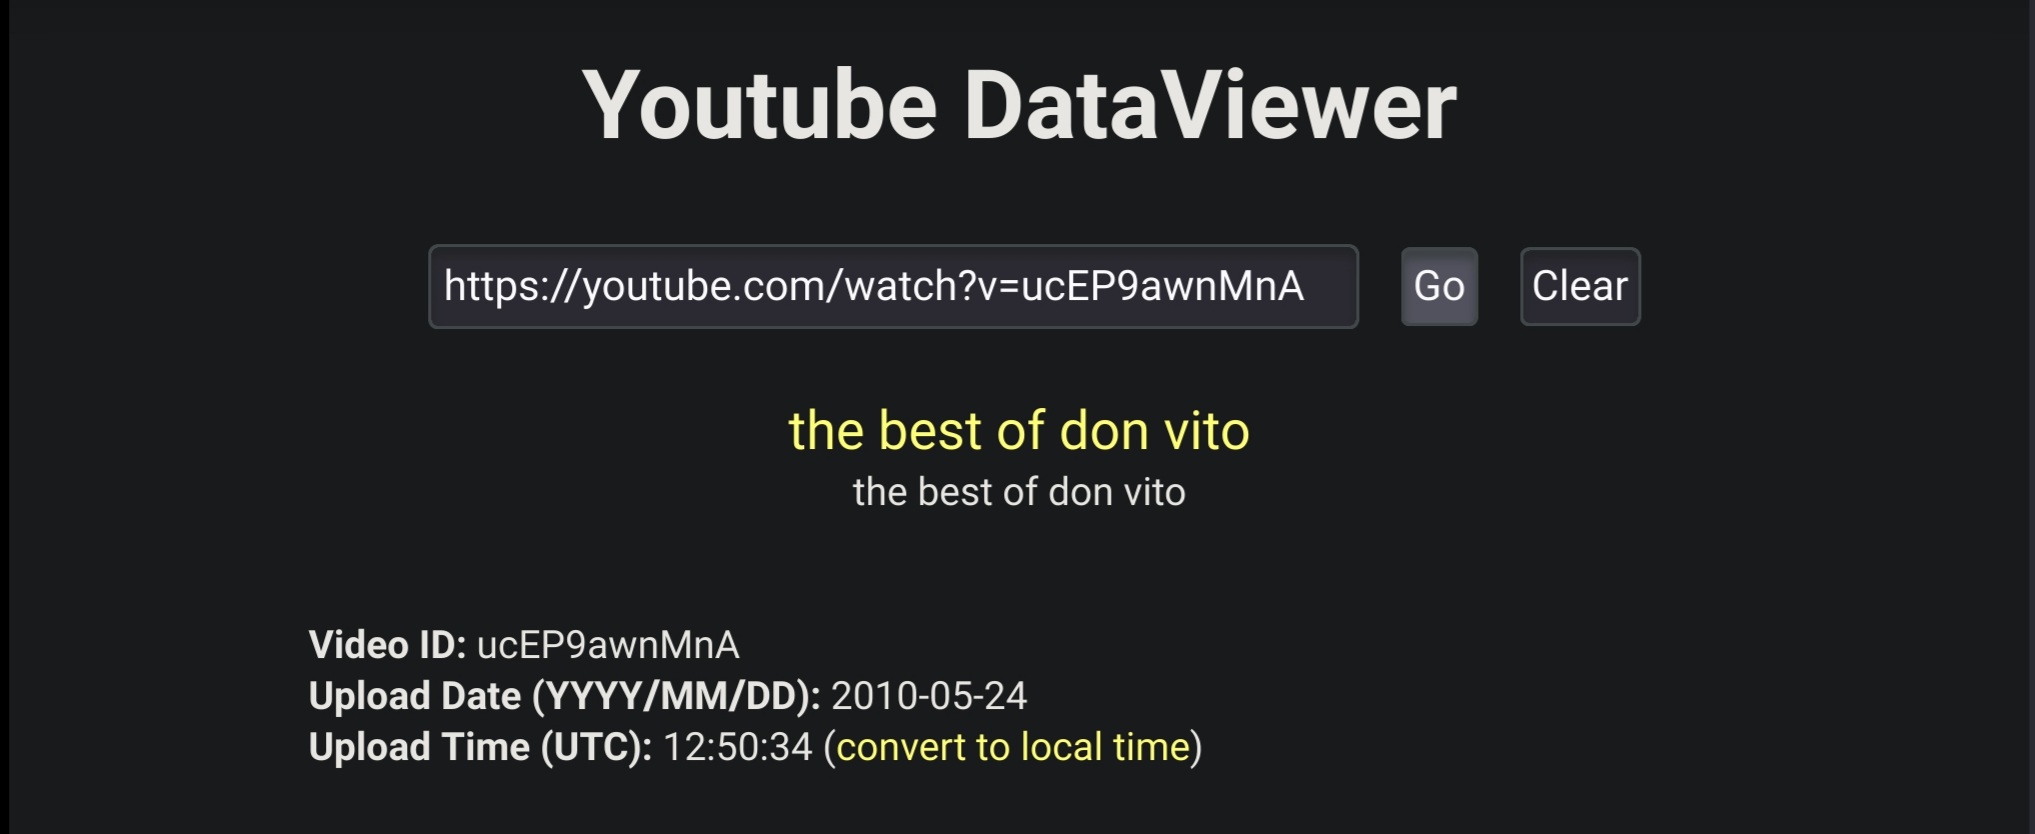 Youtube DataViewer
https://youtube.com/watch?v=ucEP9awnMnA Go Clear
the best of don vito
the best of don vito
Video ID: ucEP9awnMnA
Upload Date (YYYY/MM/DD): 2010-05-24
Upload Time (UTC): 12:50:34 (convert to local time)